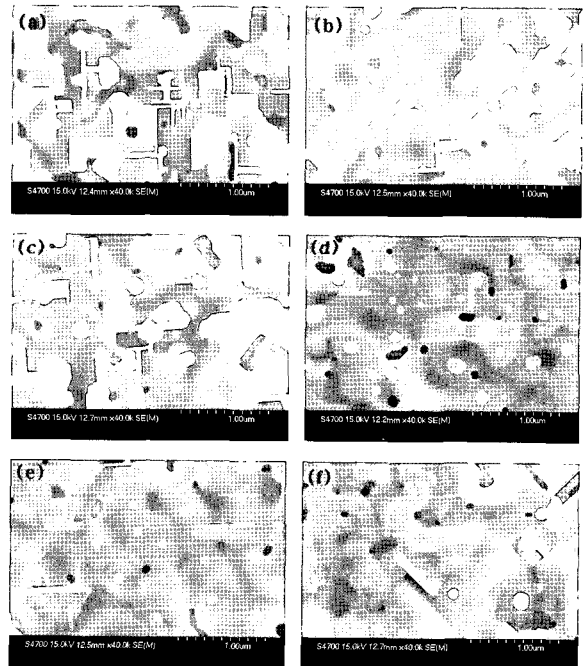 (a)
S4700 15.0kV 12.4mm x40.0k SE(M) 1.00um
(b)
S4700 15.0kV 12.5mm x40.0k SE(M) 1.00um
(c)
S4700 15.0kV 12.7mm x40.0k SE(M) 1.00um
(d)
S4700 15.0kV 12.2mm x40.0k SE(M) 1.00um
(e)
S4700 15.0kV 12.5mm x40.0k SE(M) 1.00um
(f)
S4700 15.0kV 12.7mm x40.0k SE(M) 1.00um